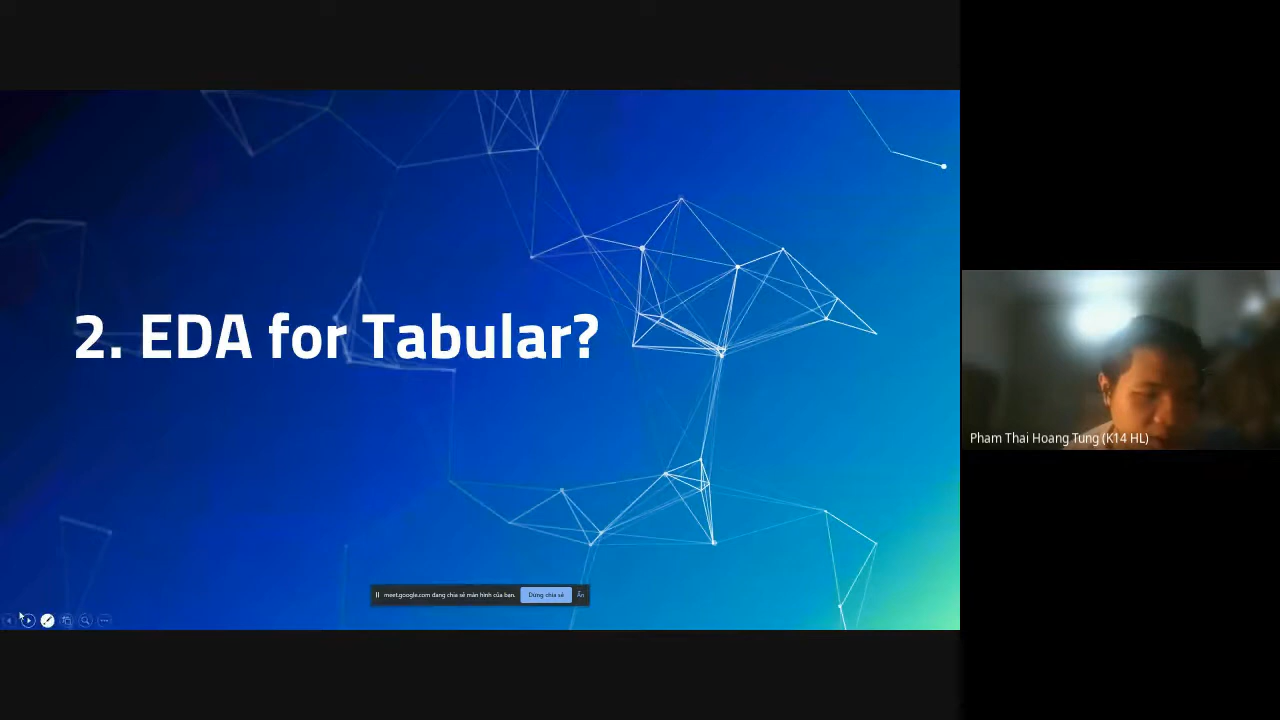 2. EDA for Tabular?
meet.google.com đang chia sẻ màn hình của bạn.
Dừng chia sẻ
Ẩn
Pham Thai Hoang Tung (K14 HL)